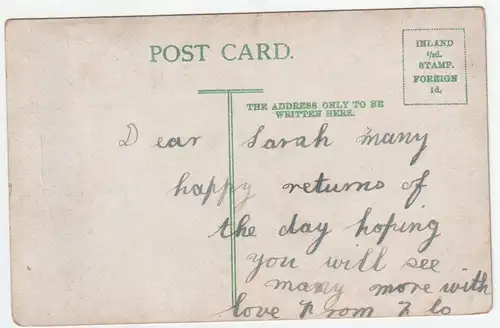 POST CARD.
INLAND
½d.
STAMP.
FOREIGN
1d.
THE ADDRESS ONLY TO BE
WRITTEN HERE.
Dear Sarah many
happy returns of
the day hoping
you will see
many more with
love from